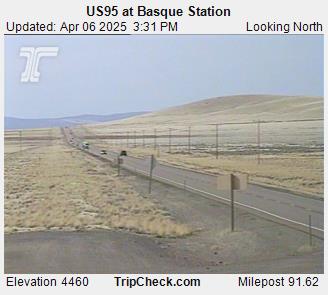 US95 at Basque Station
Updated: Apr 06 2025 3:31 PM Looking North
Elevation 4460 TripCheck.com Milepost 91.62